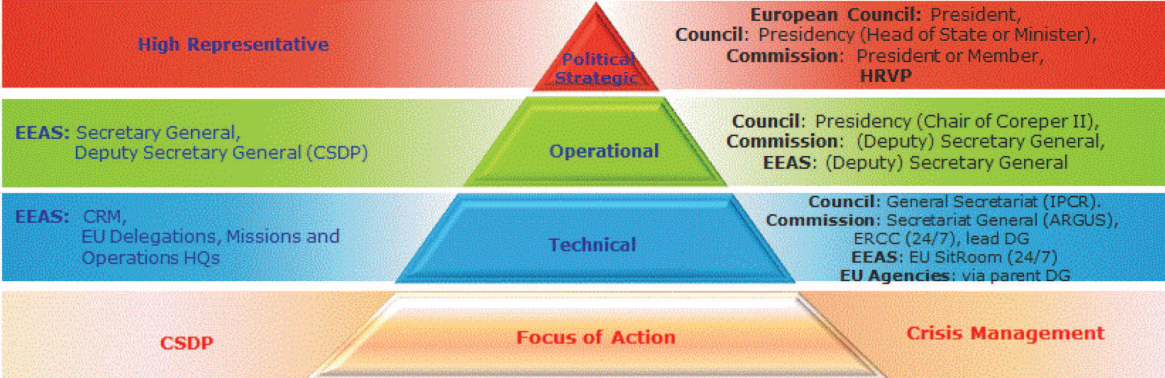 High Representative
Political
Strategic
European Council: President,
Council: Presidency (Head of State or Minister),
Commission: President or Member,
HRVP
EEAS: Secretary General,
Deputy Secretary General (CSDP)
Operational
Council: Presidency (Chair of Coreper II),
Commission: (Deputy) Secretary General,
EEAS: (Deputy) Secretary General
EEAS: CRM,
EU Delegations, Missions and
Operations HQs
Technical
Council: General Secretariat (IPCR).
Commission: Secretariat General (ARGUS),
ERCC (24/7), lead DG
EEAS: EU SitRoom (24/7)
EU Agencies: via parent DG
CSDP
Focus of Action
Crisis Management